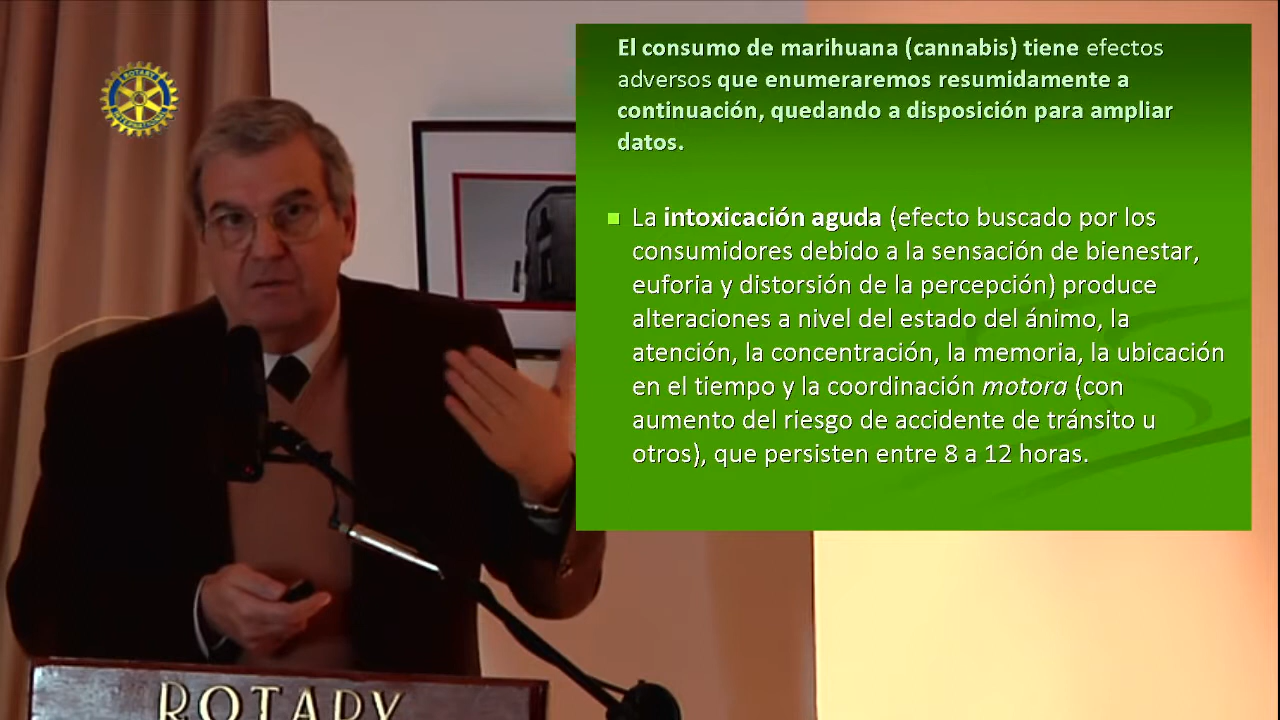 ROTARY
INTERNATIONAL
El consumo de marihuana (cannabis) tiene efectos
adversos que enumeraremos resumidamente a
continuación, quedando a disposición para ampliar
datos.
La intoxicación aguda (efecto buscado por los
consumidores debido a la sensación de bienestar,
euforia y distorsión de la percepción) produce
alteraciones a nivel del estado del ánimo, la
atención, la concentración, la memoria, la ubicación
en el tiempo y la coordinación motora (con
aumento del riesgo de accidente de tránsito u
otros), que persisten entre 8 a 12 horas.
ROTARY